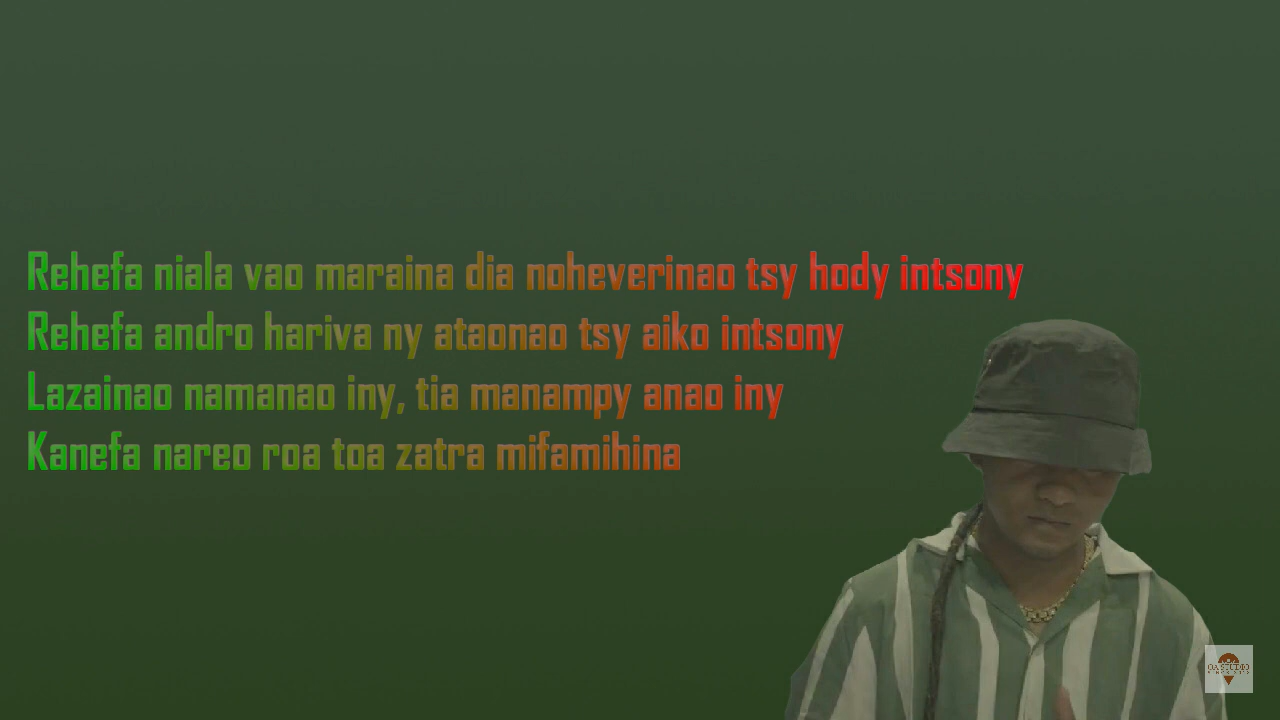 Rehefa niala vao maraina dia noheverinao tsy hody intsony
Rehefa andro hariva ny ataonao tsy aiko intsony
Lazainao namanao iny, tia manampy anao iny
Kanefa nareo roa toa zatra mifamihina